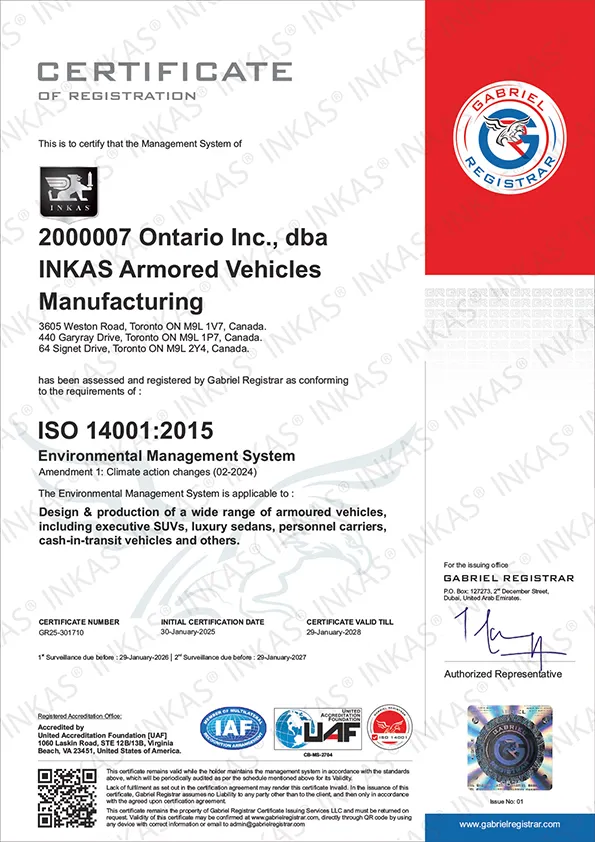 CERTIFICATE
OF REGISTRATION
This is to certify that the Management System of
INKAS
2000007 Ontario Inc., dba
INKAS Armored Vehicles
Manufacturing
3605 Weston Road, Toronto ON M9L 1V7, Canada.
440 Garyray Drive, Toronto ON M9L 1P7, Canada.
64 Signet Drive, Toronto ON M9L 2Y4, Canada.
has been assessed and registered by Gabriel Registrar as conforming
to the requirements of :
ISO 14001:2015
Environmental Management System
Amendment 1: Climate action changes (02-2024)
The Environmental Management System is applicable to :
Design & production of a wide range of armoured vehicles,
including executive SUVs, luxury sedans, personnel carriers,
cash-in-transit vehicles and others.
CERTIFICATE NUMBER
GR25-301710
INITIAL CERTIFICATION DATE
30-January-2025
CERTIFICATE VALID TILL
29-January-2028
1st Surveillance due before : 29-January-2026 | 2nd Surveillance due before : 29-January-2027
Registered Accreditation Office:
Accredited by
United Accreditation Foundation [UAF]
1060 Laskin Road, STE 12B/13B, Virginia
Beach, VA 23451, United States of America.
MEMBER OF MULTILATERAL
IAF
RECOGNITION ARRANGEMENT
UNITED
ACCREDITATION
FOUNDATION
UAF
CB-MS-2764
ISO 14001
This certificate remains valid while the holder maintains the management system in accordance with the standards
above, which will be periodically audited as per the schedule mentioned above for its Validity.
Lack of fulfilment as set out in the certification agreement may render this certificate Invalid. In the issuance of this
certificate, Gabriel Registrar assumes no Liability to any party other than to the client, and then only in accordance
with the agreed upon certification agreement.
This certificate remains the property of Gabriel Registrar Certificate Issuing Services LLC and must be returned on
request. Validity of this certificate may be confirmed at www.gabrielregistrar.com, directly through QR code by using
any device with correct information or email to admin@gabrielregistrar.com
GABRIEL
REGISTRAR
For the issuing office
GABRIEL REGISTRAR
P.O. Box: 127273, 2nd December Street,
Dubai, United Arab Emirates.
Authorized Representative
GABRIEL
REGISTRAR
Issue No: 01
www.gabrielregistrar.com
INKAS®